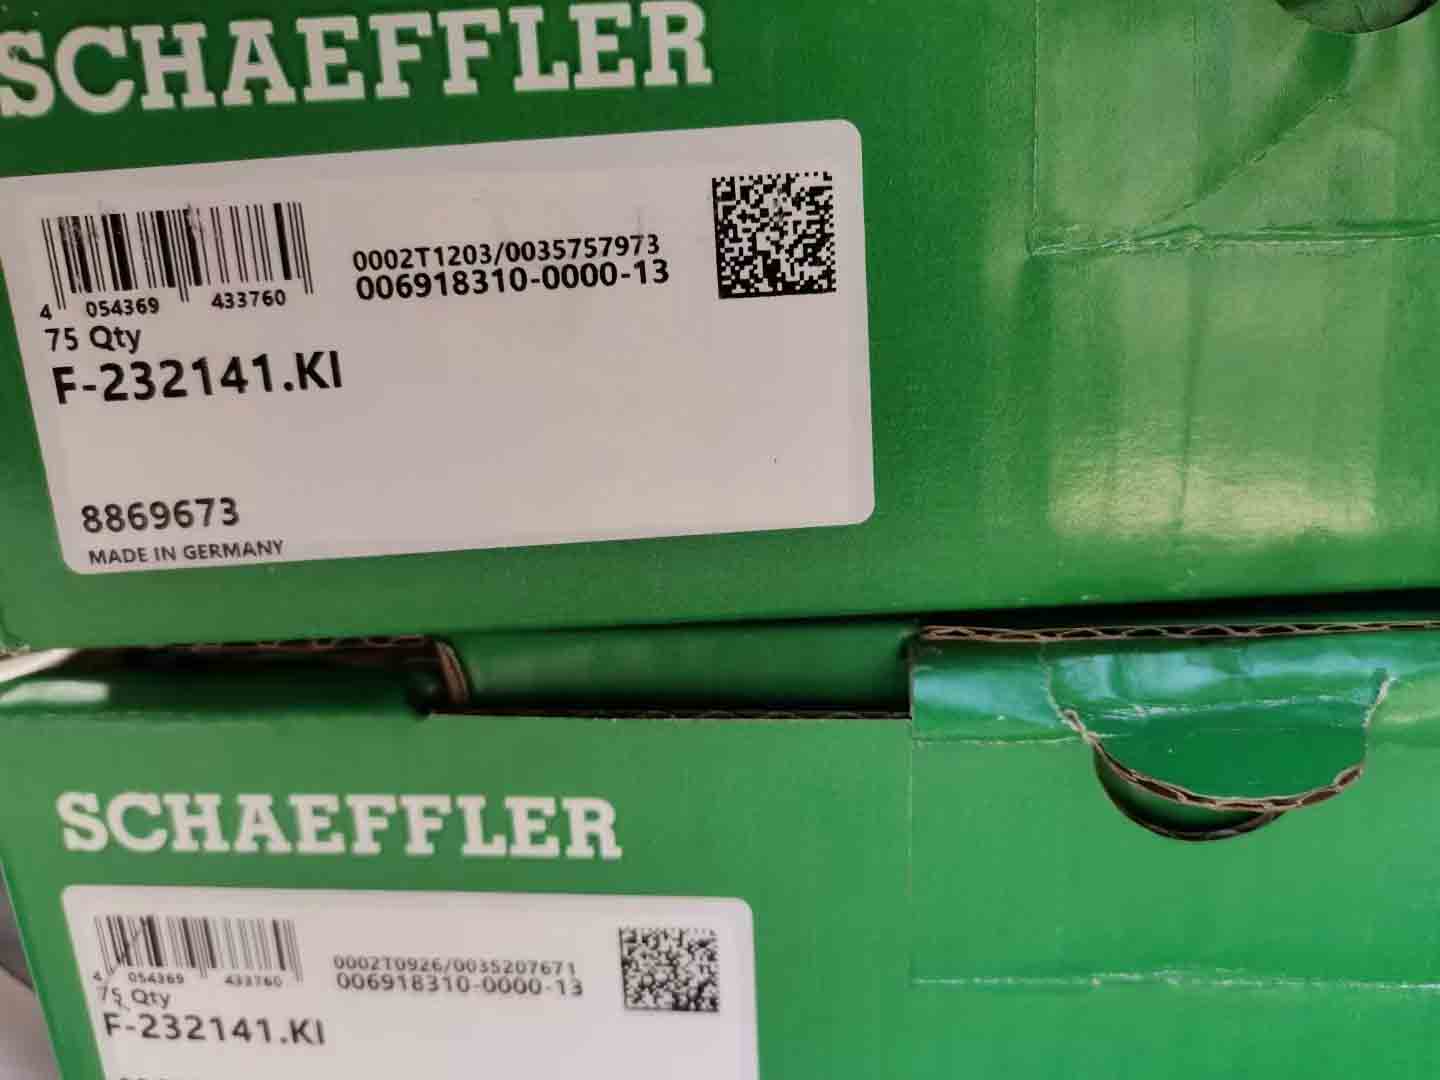 SCHAEFFLER
0002T1203/0035757973
006918310-0000-13
4 054369 433760
75 Qty
F-232141.KI
8869673
MADE IN GERMANY
SCHAEFFLER
0002T0926/0035207671
006918310-0000-13
4 054369 433760
75 Qty
F-232141.KI